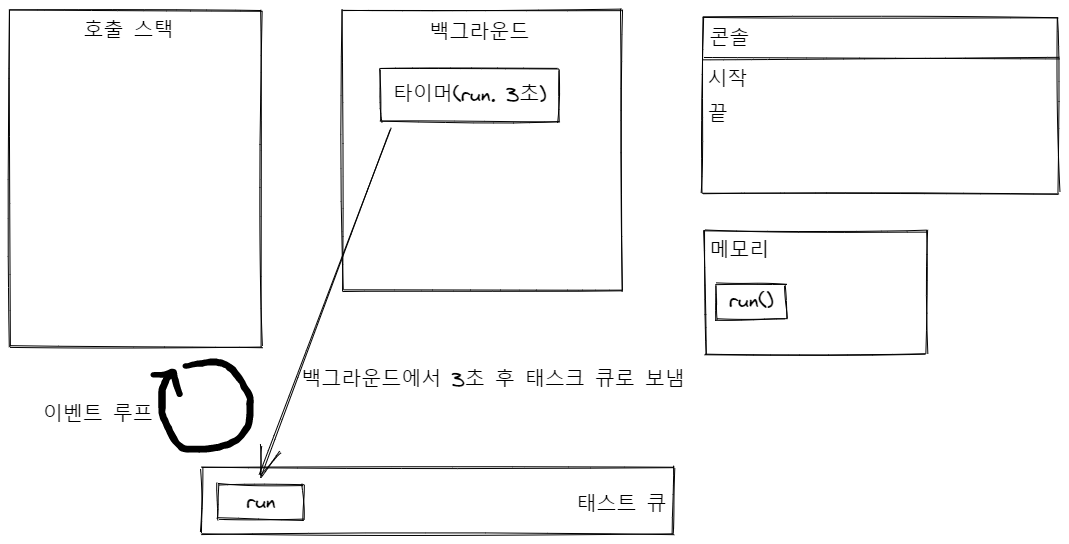 호출 스택
백그라운드
타이머(run. 3초)
콘솔
시작
끝
메모리
run()
백그라운드에서 3초 후 태스크 큐로 보냄
이벤트 루프
run
태스트 큐